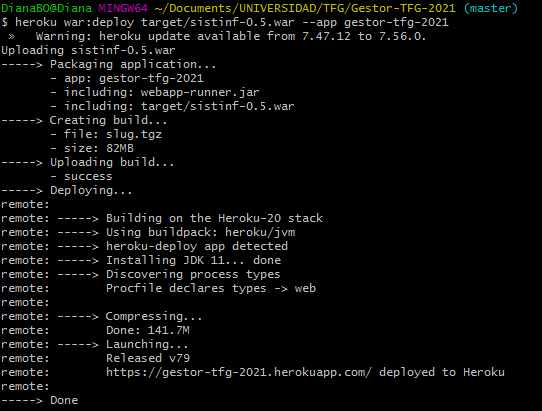 DianaBO@Diana MINGW64 ~/Documents/UNIVERSIDAD/TFG/Gestor-TFG-2021 (master)
$ heroku war:deploy target/sistinf-0.5.war --app gestor-tfg-2021
 »   Warning: heroku update available from 7.47.12 to 7.56.0.
Uploading sistinf-0.5.war
-----> Packaging application...
       - app: gestor-tfg-2021
       - including: webapp-runner.jar
       - including: target/sistinf-0.5.war
-----> Creating build...
       - file: slug.tgz
       - size: 82MB
-----> Uploading build...
       - success
-----> Deploying...
remote:
remote: -----> Building on the Heroku-20 stack
remote: -----> Using buildpack: heroku/jvm
remote: -----> heroku-deploy app detected
remote: -----> Installing JDK 11... done
remote: -----> Discovering process types
remote:        Procfile declares types -> web
remote:
remote: -----> Compressing...
remote:        Done: 141.7M
remote: -----> Launching...
remote:        Released v79
remote:        https://gestor-tfg-2021.herokuapp.com/ deployed to Heroku
remote:
-----> Done